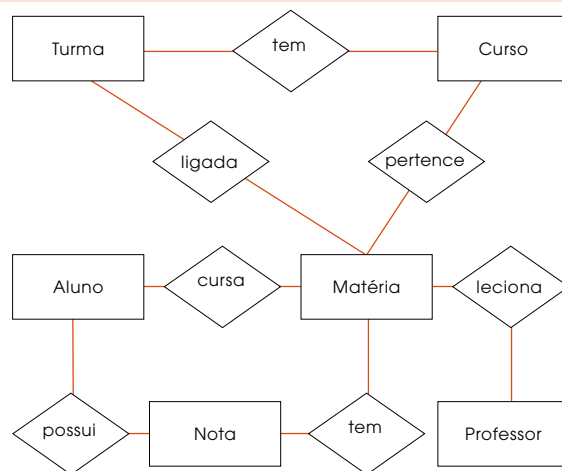 Turma
tem
Curso
ligada
pertence
Aluno
cursa
Matéria
leciona
possui
Nota
tem
Professor